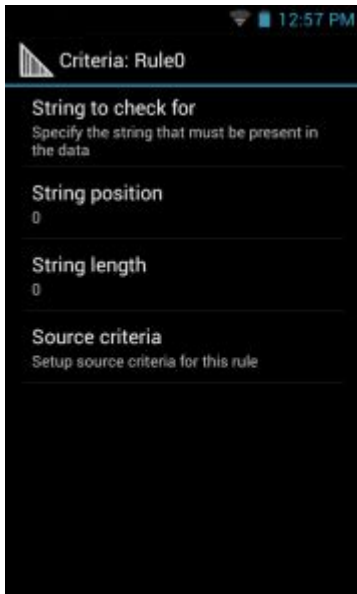 12:57 PM
Criteria: Rule0
String to check for
Specify the string that must be present in
the data
String position
0
String length
0
Source criteria
Setup source criteria for this rule